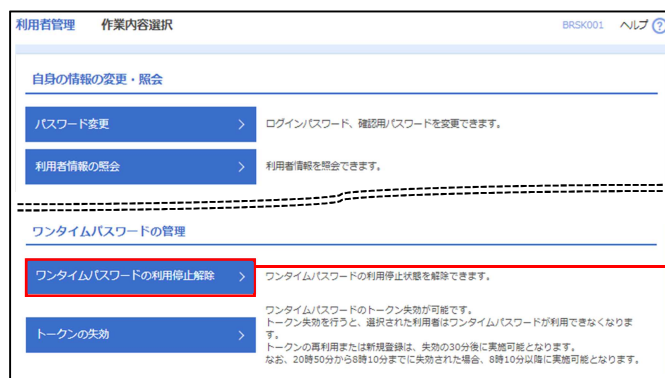 利用者管理 作業内容選択 BRSK001 ヘルプ ?
自身の情報の変更・照会
パスワード変更 ログインパスワード、確認用パスワードを変更できます。
利用者情報の照会 利用者情報を照会できます。
ワンタイムパスワードの管理
ワンタイムパスワードの利用停止解除 ワンタイムパスワードの利用停止状態を解除できます。
ワンタイムパスワードのトークン失効が可能です。
トークン失効を行うと、選択された利用者はワンタイムパスワードが利用できなくなりま
す。
トークンの失効
トークンの再利用または新規登録は、失効の30分後に実施可能となります。
なお、20時50分から8時10分までに失効された場合、8時10分以降に実施可能となります。